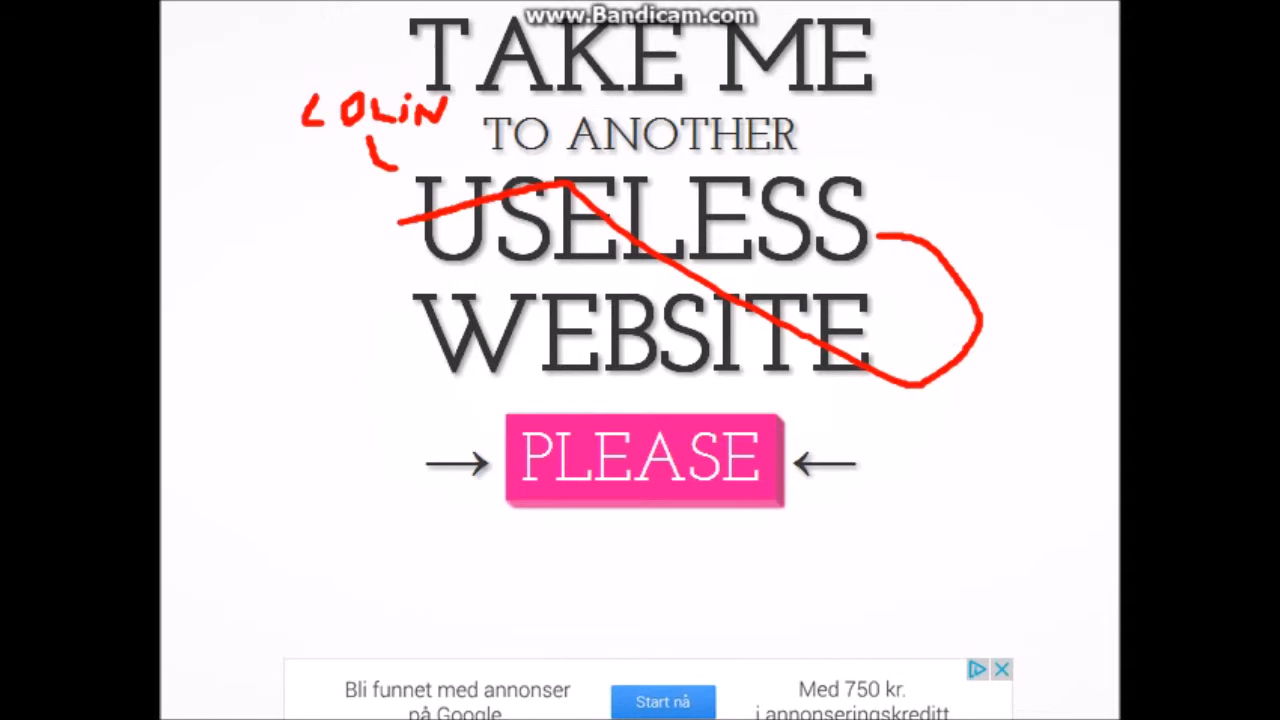 www.Bandicam.com
TAKE ME
COLiN
TO ANOTHER
USELESS
WEBSITE
→ PLEASE ←
Bli funnet med annonser
på Google.
Start nå
Med 750 kr.
i annonseringskreditt